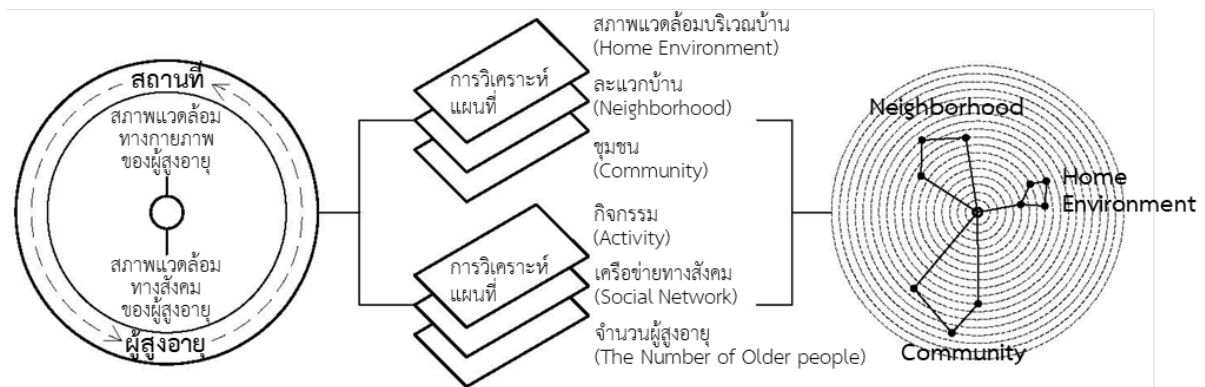 สถานที่
สภาพแวดล้อม
ทางกายภาพ
ของผู้สูงอายุ
สภาพแวดล้อม
ทางสังคม
ของผู้สูงอายุ
ผู้สูงอายุ
การวิเคราะห์
แผนที่
สภาพแวดล้อมบริเวณบ้าน
(Home Environment)
ละแวกบ้าน
(Neighborhood)
ชุมชน
(Community)
การวิเคราะห์
แผนที่
กิจกรรม
(Activity)
เครือข่ายทางสังคม
(Social Network)
จำนวนผู้สูงอายุ
(The Number of Older people)
Neighborhood
Home
Environment
Community